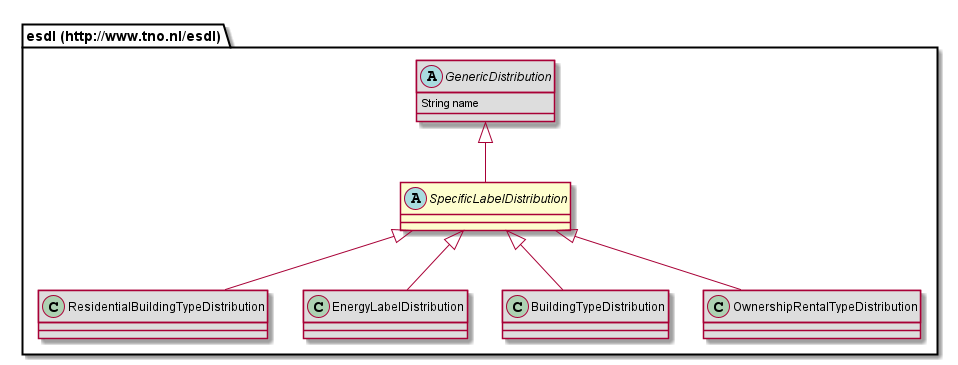 esdl (http://www.tno.nl/esdl)
A GenericDistribution
String name
A SpecificLabelDistribution
C ResidentialBuildingTypeDistribution C EnergyLabelDistribution C BuildingTypeDistribution C OwnershipRentalTypeDistribution